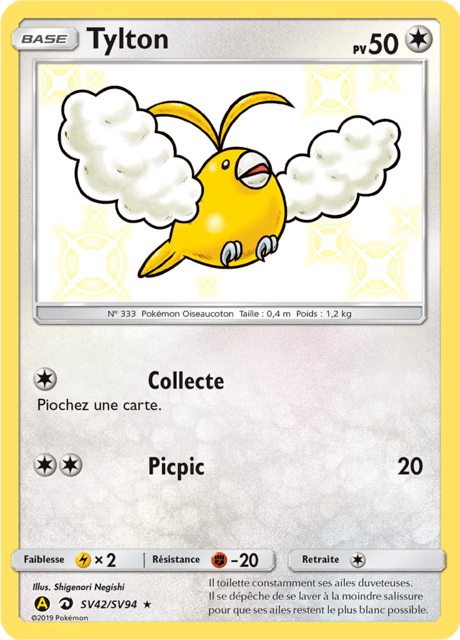 BASE Tylton PV 50
N° 333 Pokémon Oiseaucoton Taille : 0,4 m Poids : 1,2 kg
Collecte
Piochez une carte.
Picpic 20
Faiblesse × 2 Résistance -20 Retraite
Illus. Shigenori Negishi
A SV42/SV94 ★
©2019 Pokémon
Il toilette constamment ses ailes duveteuses.
Il se dépêche de se laver à la moindre salissure
pour que ses ailes restent le plus blanc possible.